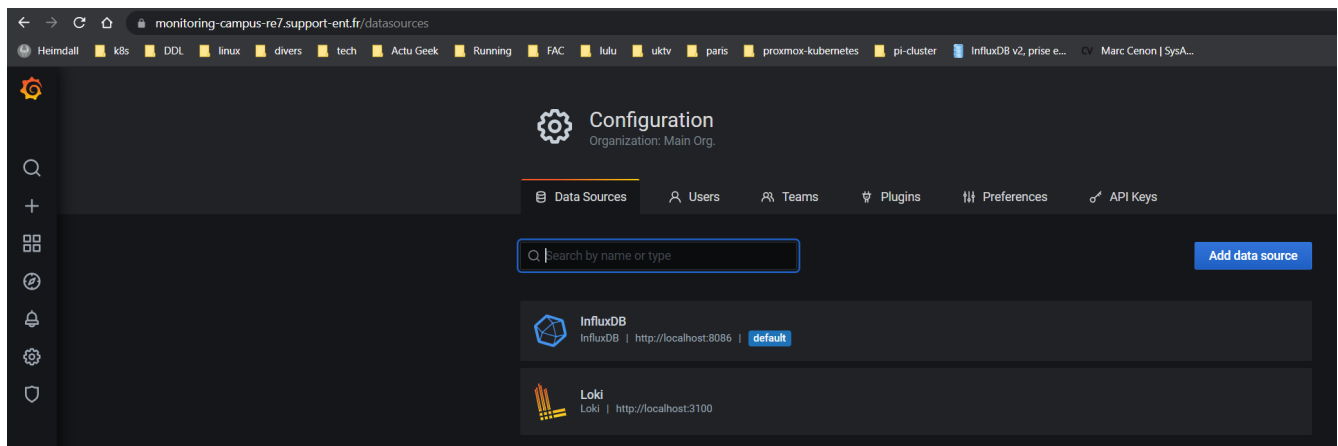 monitoring-campus-re7.support-ent.fr/datasources
Heimdall k8s DDL linux divers tech Actu Geek Running FAC lulu uktv paris proxmox-kubernetes pi-cluster InfluxDB v2, prise e... CV Marc Cenon | SysA...
Configuration
Organization: Main Org.
Data Sources Users Teams Plugins Preferences API Keys
Search by name or type Add data source
InfluxDB
InfluxDB | http://localhost:8086 | default
Loki
Loki | http://localhost:3100